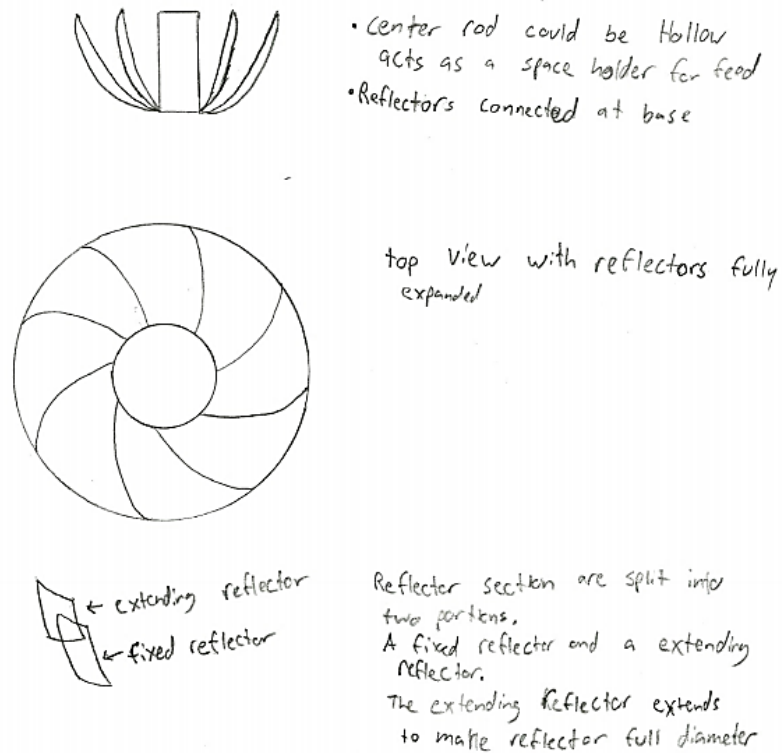 • Center rod could be Hollow
acts as a space holder for feed
• Reflectors connected at base
top view with reflectors fully
expanded
← extending reflector
← fixed reflector
Reflector section are split into
two portions.
A fixed reflector and a extending
reflector.
The extending Reflector extends
to make reflector full diameter